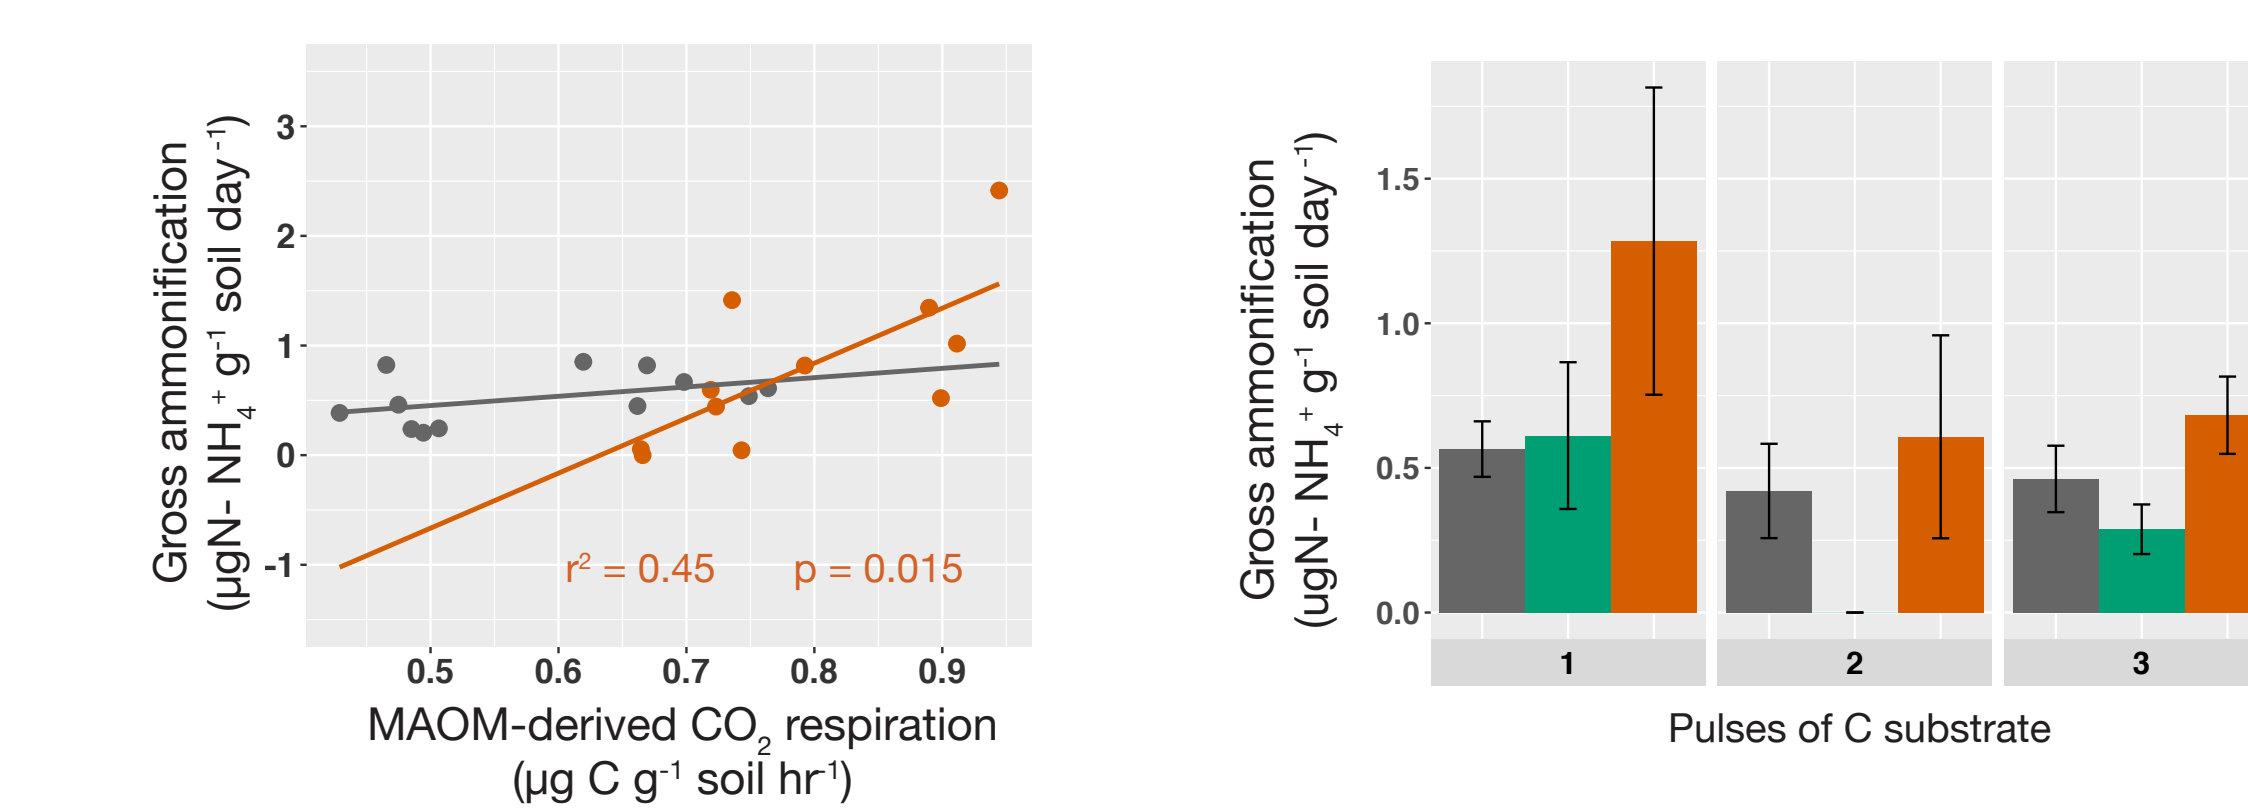 Gross ammonification
(µgN- NH₄⁺ g⁻¹ soil day⁻¹)
3
2
1
0
-1
r² = 0.45 p = 0.015
0.5 0.6 0.7 0.8 0.9
MAOM-derived CO₂ respiration
(µg C g⁻¹ soil hr⁻¹)
Gross ammonification
(ugN- NH₄⁺ g⁻¹ soil day⁻¹)
1.5
1.0
0.5
0.0
1 2 3
Pulses of C substrate